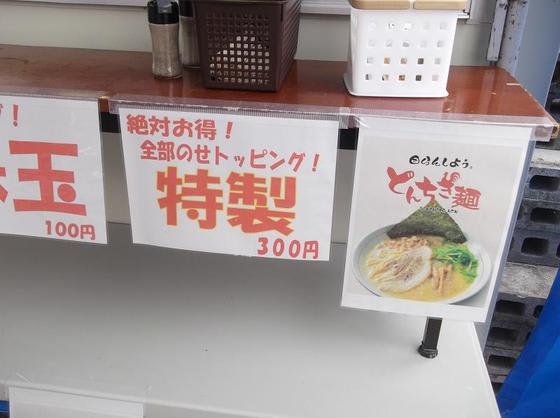 ！
玉
100円
絶対お得！
全部のせトッピング！
特製
300円
どんちき麺